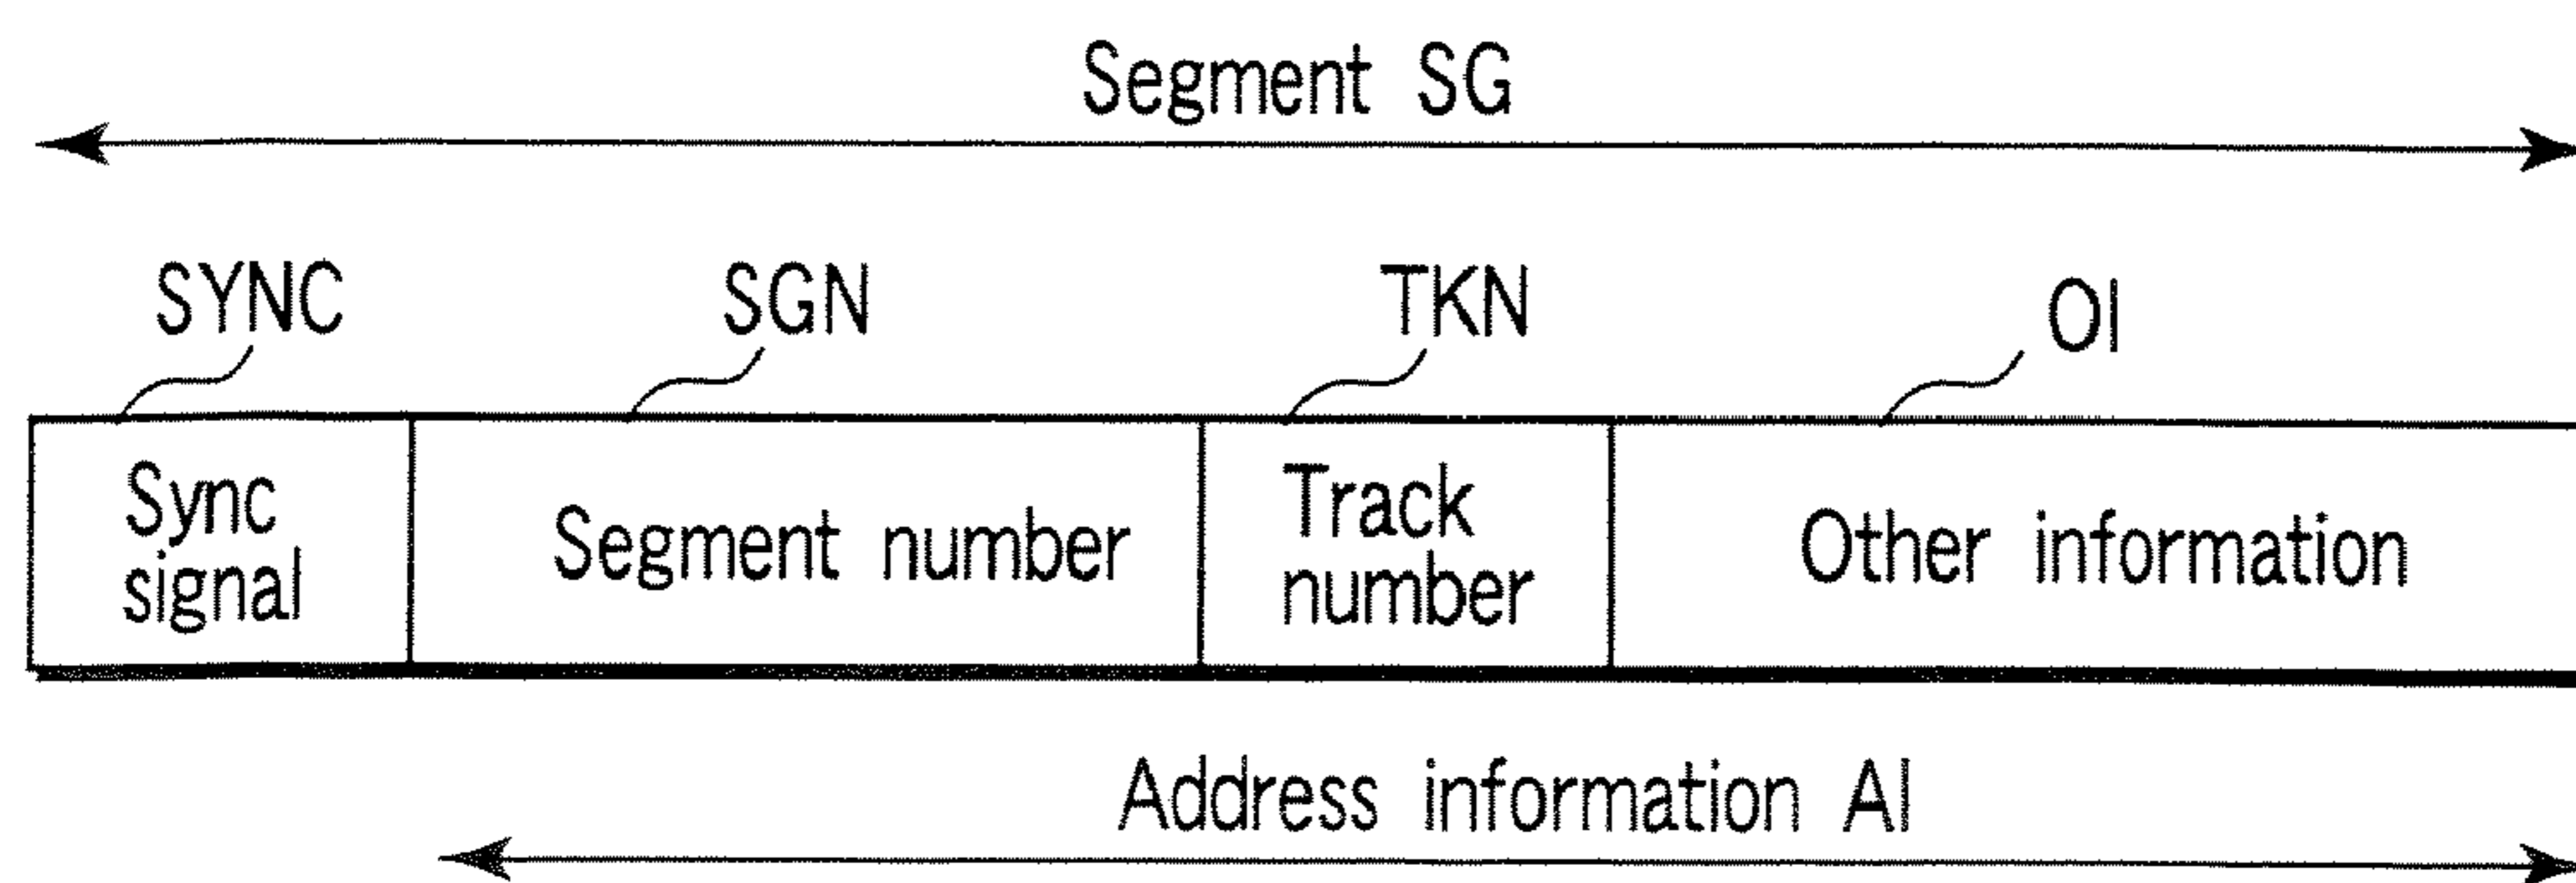 Segment SG
SYNC
SGN
TKN
OI
Sync
signal
Segment number
Track
number
Other information
Address information AI